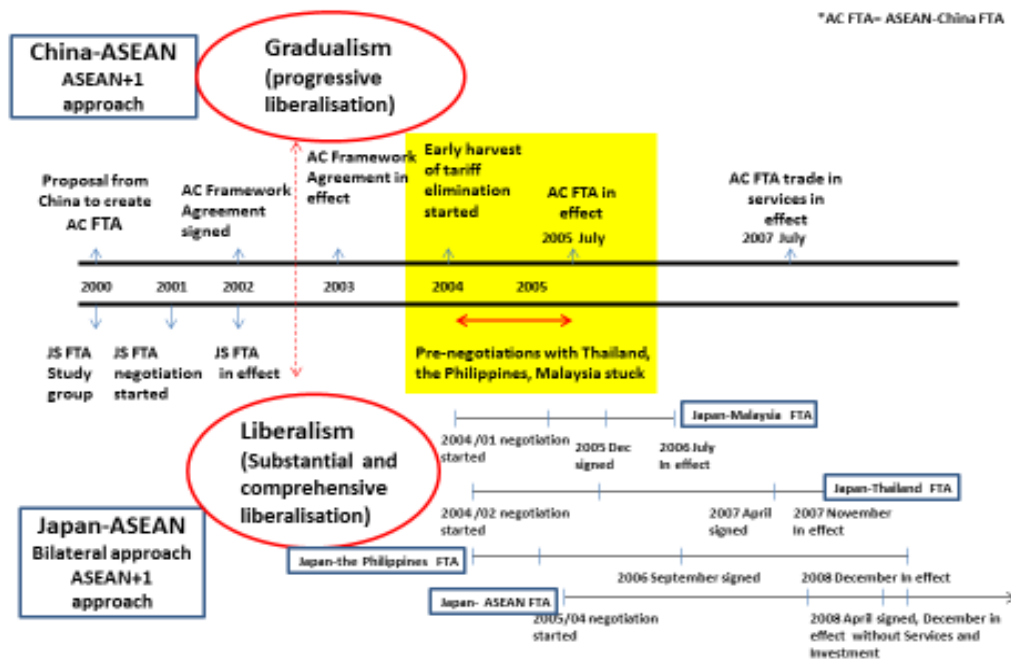 *AC FTA= ASEAN-China FTA
China-ASEAN
ASEAN+1
approach
Gradualism
(progressive
liberalisation)
Proposal from
China to create
AC FTA
AC Framework
Agreement
signed
AC Framework
Agreement in
effect
Early harvest
of tariff
elimination
started
AC FTA in
effect
2005 July
AC FTA trade in
services in
effect
2007 July
2000
2001
2002
2003
2004
2005
JS FTA
Study
group
JS FTA
negotiation
started
JS FTA
in effect
Pre-negotiations with Thailand,
the Philippines, Malaysia stuck
Liberalism
(Substantial and
comprehensive
liberalisation)
Japan-ASEAN
Bilateral approach
ASEAN+1
approach
Japan-Malaysia FTA
2004/01 negotiation
started
2005 Dec
signed
2006 July
In effect
Japan-Thailand FTA
2004/02 negotiation
started
2007 April
signed
2007 November
In effect
Japan-the Philippines FTA
2006 September signed
2008 December In effect
Japan- ASEAN FTA
2005/04 negotiation
started
2008 April signed, December in
effect without Services and
Investment